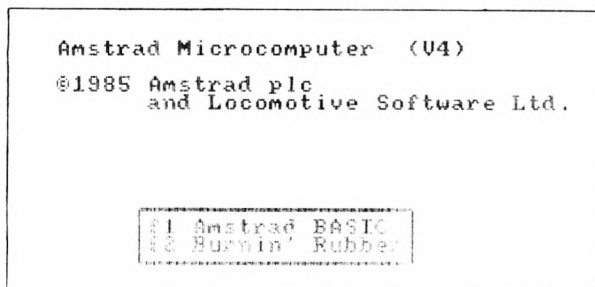 Amstrad Microcomputer (V4)
©1985 Amstrad plc
and Locomotive Software Ltd.
f1 Amstrad BASIC
f2 Burnin' Rubber